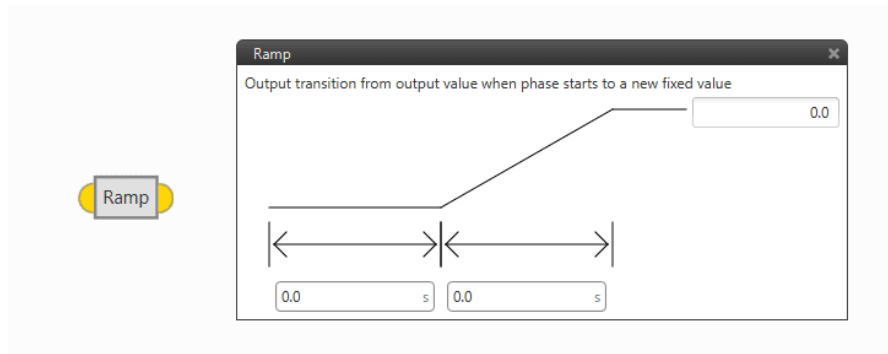 Ramp
Output transition from output value when phase starts to a new fixed value
0.0
Ramp
0.0 s
0.0 s